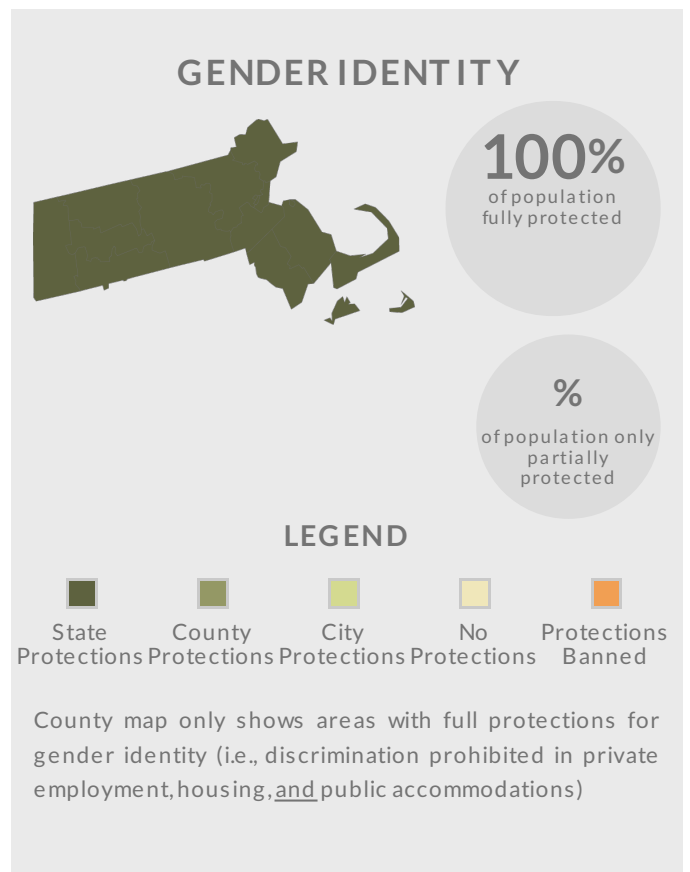 GENDER IDENTITY
100%
of population
fully protected
%
of population only
partially
protected
LEGEND
State
Protections
County
Protections
City
Protections
No
Protections
Protections
Banned
County map only shows areas with full protections for
gender identity (i.e., discrimination prohibited in private
employment, housing, and public accommodations)